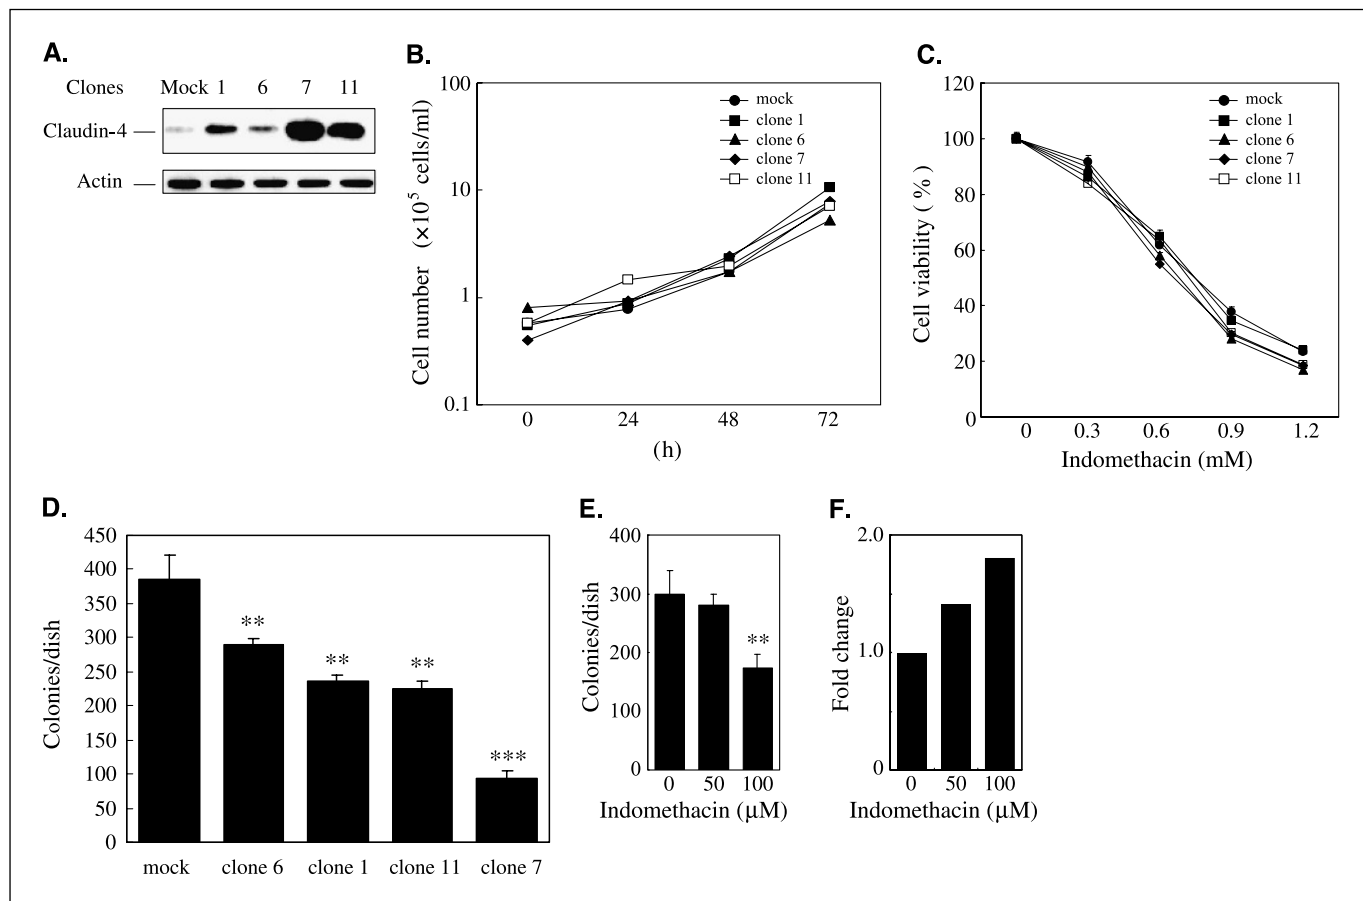 A.
Clones Mock 1 6 7 11
Claudin-4
Actin
B.
Cell number (×10⁵ cells/ml)
100
10
1
0.1
mock
clone 1
clone 6
clone 7
clone 11
0 24 48 72
(h)
C.
Cell viability ( % )
120
100
80
60
40
20
0
mock
clone 1
clone 6
clone 7
clone 11
0 0.3 0.6 0.9 1.2
Indomethacin (mM)
D.
Colonies/dish
450
400
350
300
250
200
150
100
50
0
**
**
**
***
mock clone 6 clone 1 clone 11 clone 7
E.
Colonies/dish
400
300
200
100
0
**
0 50 100
Indomethacin (μM)
F.
Fold change
2.0
1.0
0
0 50 100
Indomethacin (μM)